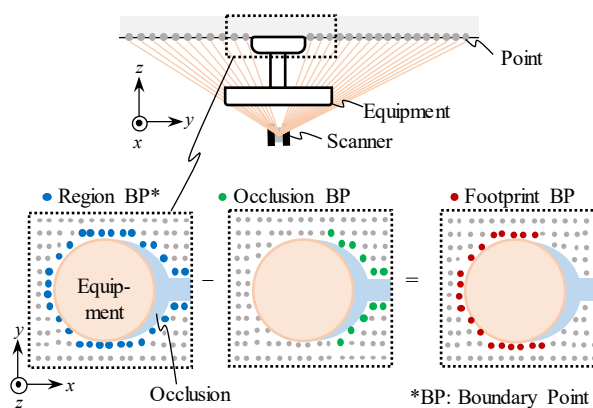 Point
z
y
x
Equipment
Scanner
Region BP*
Occlusion BP
Footprint BP
Equip-
ment
–
=
y
z
x
Occlusion
*BP: Boundary Point